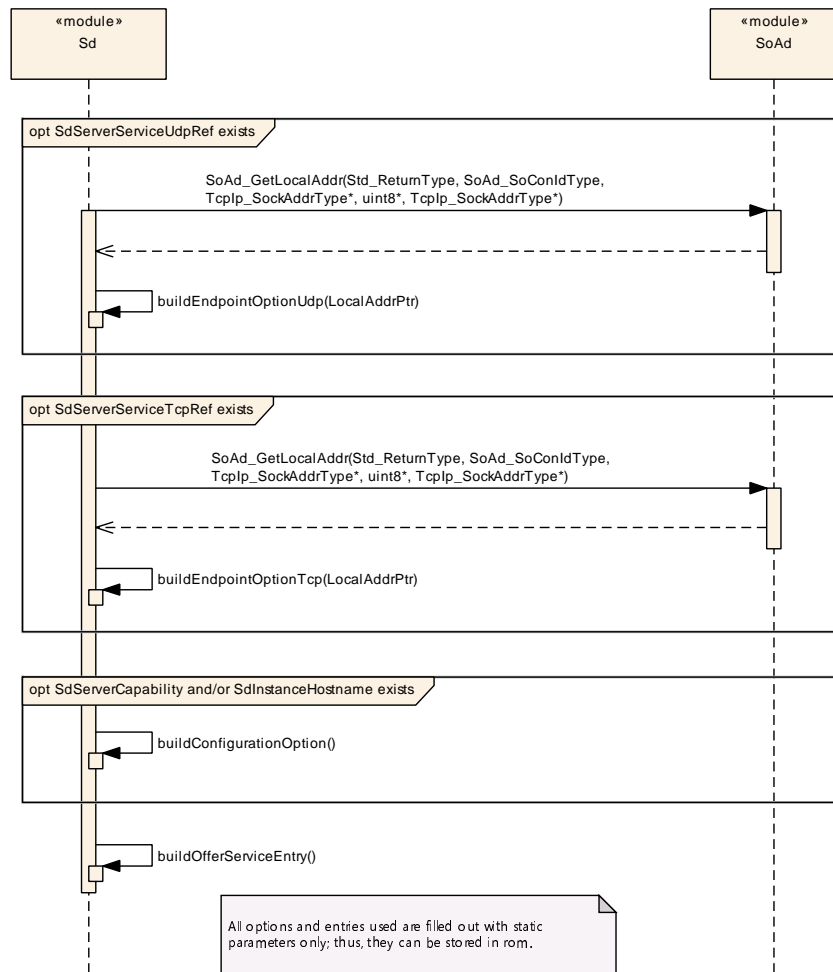 «module»
Sd
«module»
SoAd
opt SdServerServiceUdpRef exists
SoAd_GetLocalAddr(Std_ReturnType, SoAd_SoConIdType,
TcpIp_SockAddrType*, uint8*, TcpIp_SockAddrType*)
buildEndpointOptionUdp(LocalAddrPtr)
opt SdServerServiceTcpRef exists
SoAd_GetLocalAddr(Std_ReturnType, SoAd_SoConIdType,
TcpIp_SockAddrType*, uint8*, TcpIp_SockAddrType*)
buildEndpointOptionTcp(LocalAddrPtr)
opt SdServerCapability and/or SdInstanceHostname exists
buildConfigurationOption()
buildOfferServiceEntry()
All options and entries used are filled out with static
parameters only; thus, they can be stored in rom.